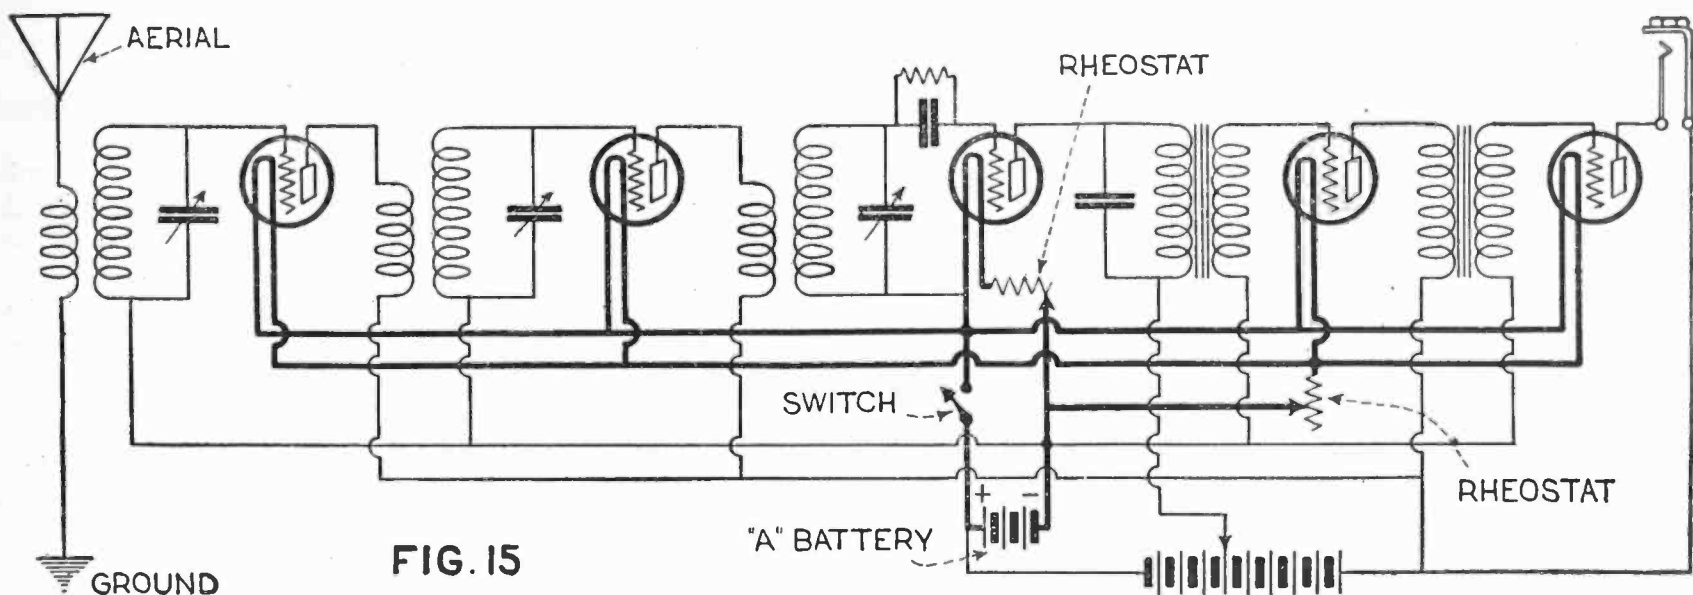 AERIAL
RHEOSTAT
SWITCH
+ −
RHEOSTAT
"A" BATTERY
FIG. 15
GROUND